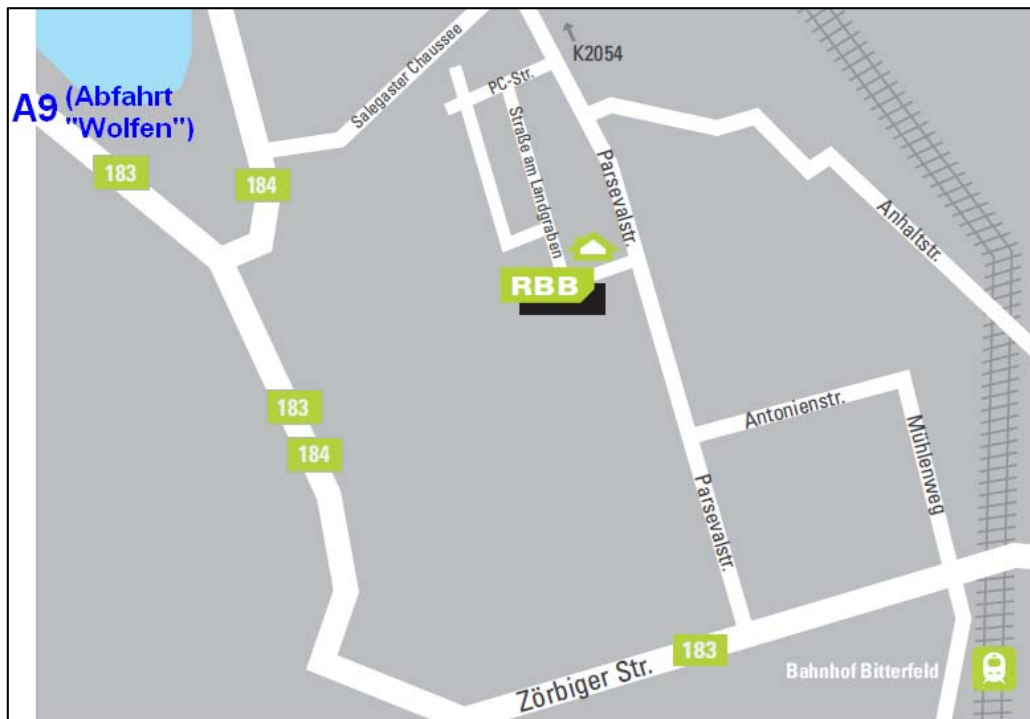 K2054
Salegaster Chaussee
PC-Str.
A9 (Abfahrt
"Wolfen")
183
184
Straße am Landgraben
Parsevalstr.
Anhaltstr.
RBB
183
184
Antonienstr.
Mühlenweg
Parsevalstr.
183
Zörbiger Str.
Bahnhof Bitterfeld